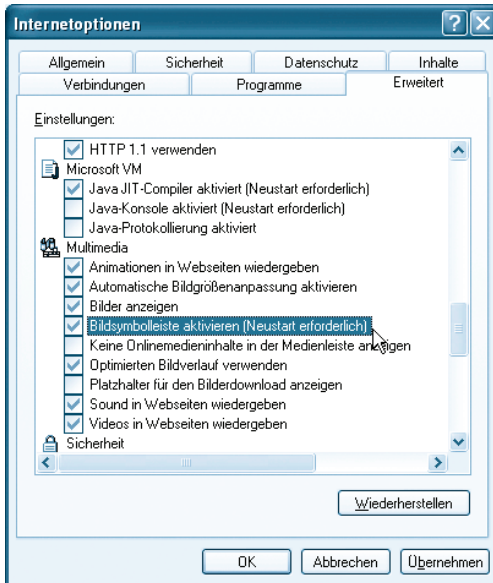 Internetoptionen
Allgemein Sicherheit Datenschutz Inhalte
Verbindungen Programme Erweitert
Einstellungen:
HTTP 1.1 verwenden
Microsoft VM
Java JIT-Compiler aktiviert (Neustart erforderlich)
Java-Konsole aktiviert (Neustart erforderlich)
Java-Protokollierung aktiviert
Multimedia
Animationen in Webseiten wiedergeben
Automatische Bildgrößenanpassung aktivieren
Bilder anzeigen
Bildsymbolleiste aktivieren (Neustart erforderlich)
Keine Onlinemedieninhalte in der Medienleiste anzeigen
Optimierten Bildverlauf verwenden
Platzhalter für den Bilderdownload anzeigen
Sound in Webseiten wiedergeben
Videos in Webseiten wiedergeben
Sicherheit
Wiederherstellen
OK Abbrechen Übernehmen